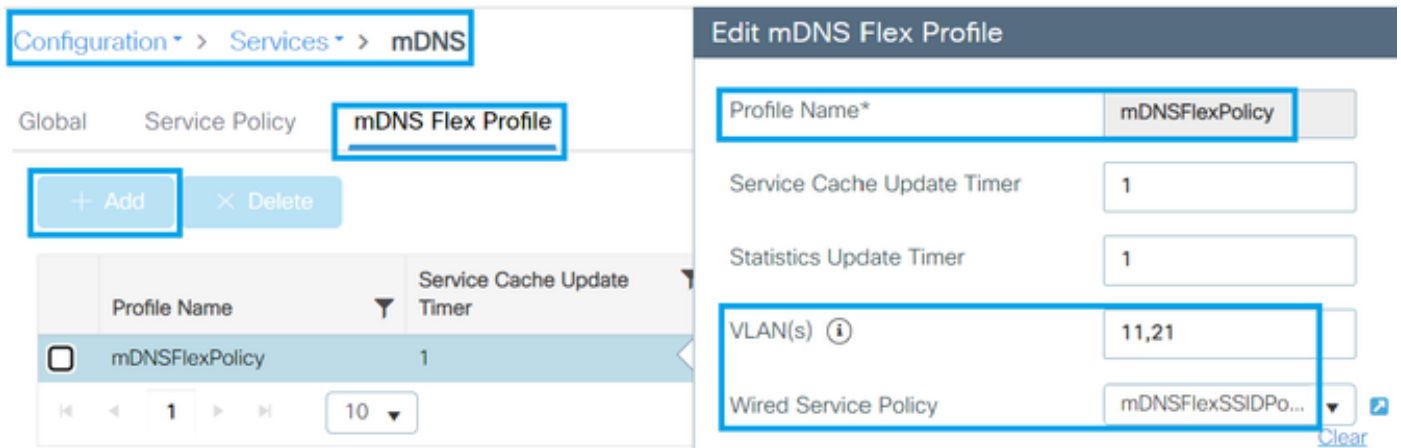 Configuration > Services > mDNS
Global Service Policy mDNS Flex Profile
+ Add × Delete
Profile Name Service Cache Update Timer
mDNSFlexPolicy 1
1 10
Edit mDNS Flex Profile
Profile Name* mDNSFlexPolicy
Service Cache Update Timer 1
Statistics Update Timer 1
VLAN(s) 11,21
Wired Service Policy mDNSFlexSSIDPo...
Clear